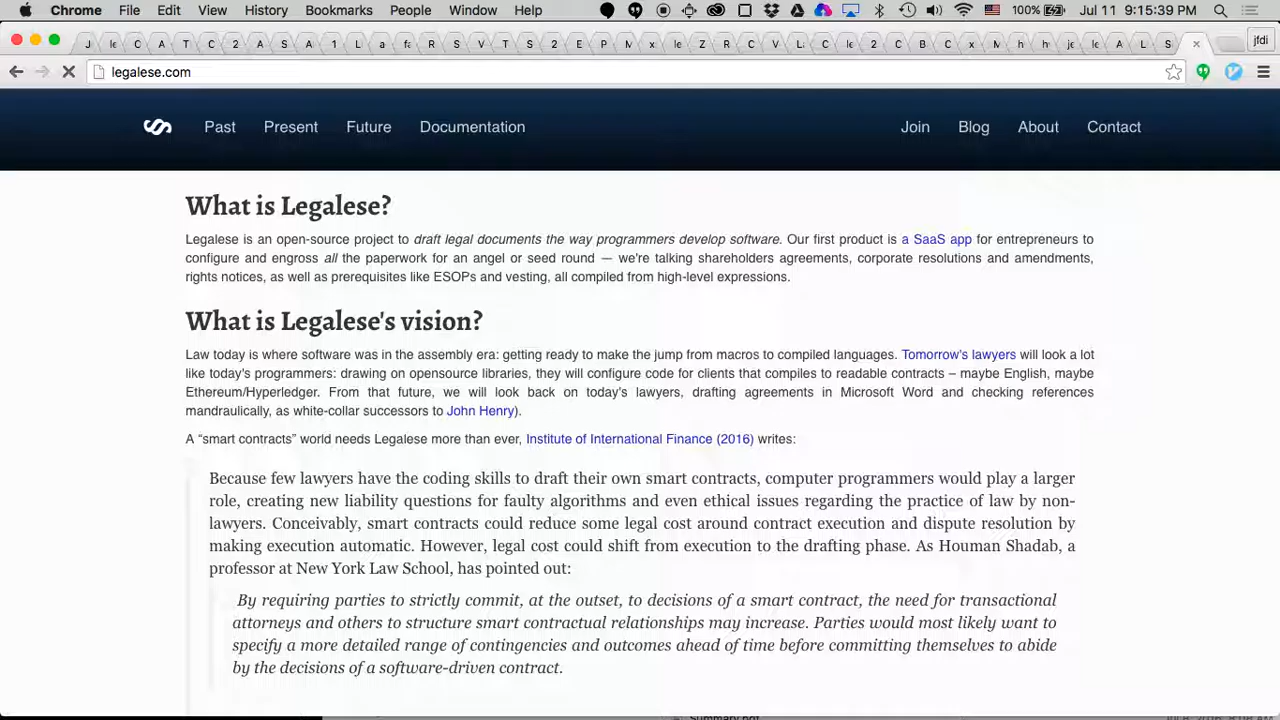 Chrome File Edit View History Bookmarks People Window Help 100% Jul 11 9:15:39 PM
J C A T C 2 A S A 1 L a f R S V T S 2 E P M x le Z R C V L C le 2 C B C x M h h je le A L S × jfdi
legalese.com
Past Present Future Documentation Join Blog About Contact
What is Legalese?
Legalese is an open-source project to draft legal documents the way programmers develop software. Our first product is a SaaS app for entrepreneurs to
configure and engross all the paperwork for an angel or seed round — we're talking shareholders agreements, corporate resolutions and amendments,
rights notices, as well as prerequisites like ESOPs and vesting, all compiled from high-level expressions.
What is Legalese's vision?
Law today is where software was in the assembly era: getting ready to make the jump from macros to compiled languages. Tomorrow's lawyers will look a lot
like today's programmers: drawing on opensource libraries, they will configure code for clients that compiles to readable contracts – maybe English, maybe
Ethereum/Hyperledger. From that future, we will look back on today's lawyers, drafting agreements in Microsoft Word and checking references
mandraulically, as white-collar successors to John Henry).
A “smart contracts” world needs Legalese more than ever, Institute of International Finance (2016) writes:
Because few lawyers have the coding skills to draft their own smart contracts, computer programmers would play a larger
role, creating new liability questions for faulty algorithms and even ethical issues regarding the practice of law by non-
lawyers. Conceivably, smart contracts could reduce some legal cost around contract execution and dispute resolution by
making execution automatic. However, legal cost could shift from execution to the drafting phase. As Houman Shadab, a
professor at New York Law School, has pointed out:
By requiring parties to strictly commit, at the outset, to decisions of a smart contract, the need for transactional
attorneys and others to structure smart contractual relationships may increase. Parties would most likely want to
specify a more detailed range of contingencies and outcomes ahead of time before committing themselves to abide
by the decisions of a software-driven contract.